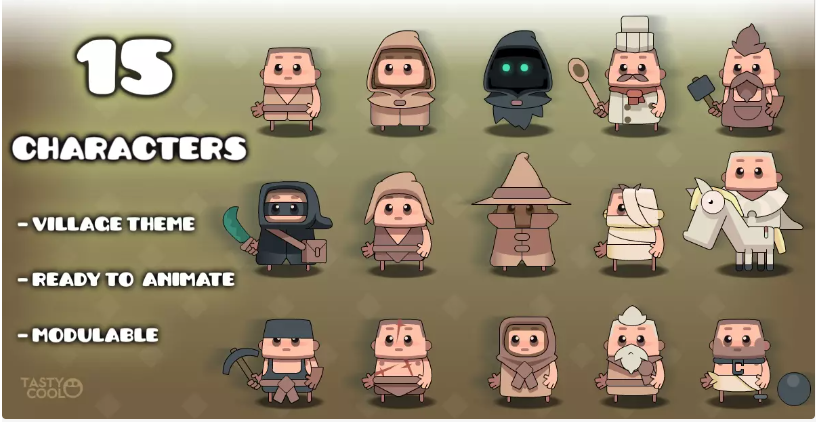 15
CHARACTERS
- VILLAGE THEME
- READY TO ANIMATE
- MODULABLE
TASTY
COOL